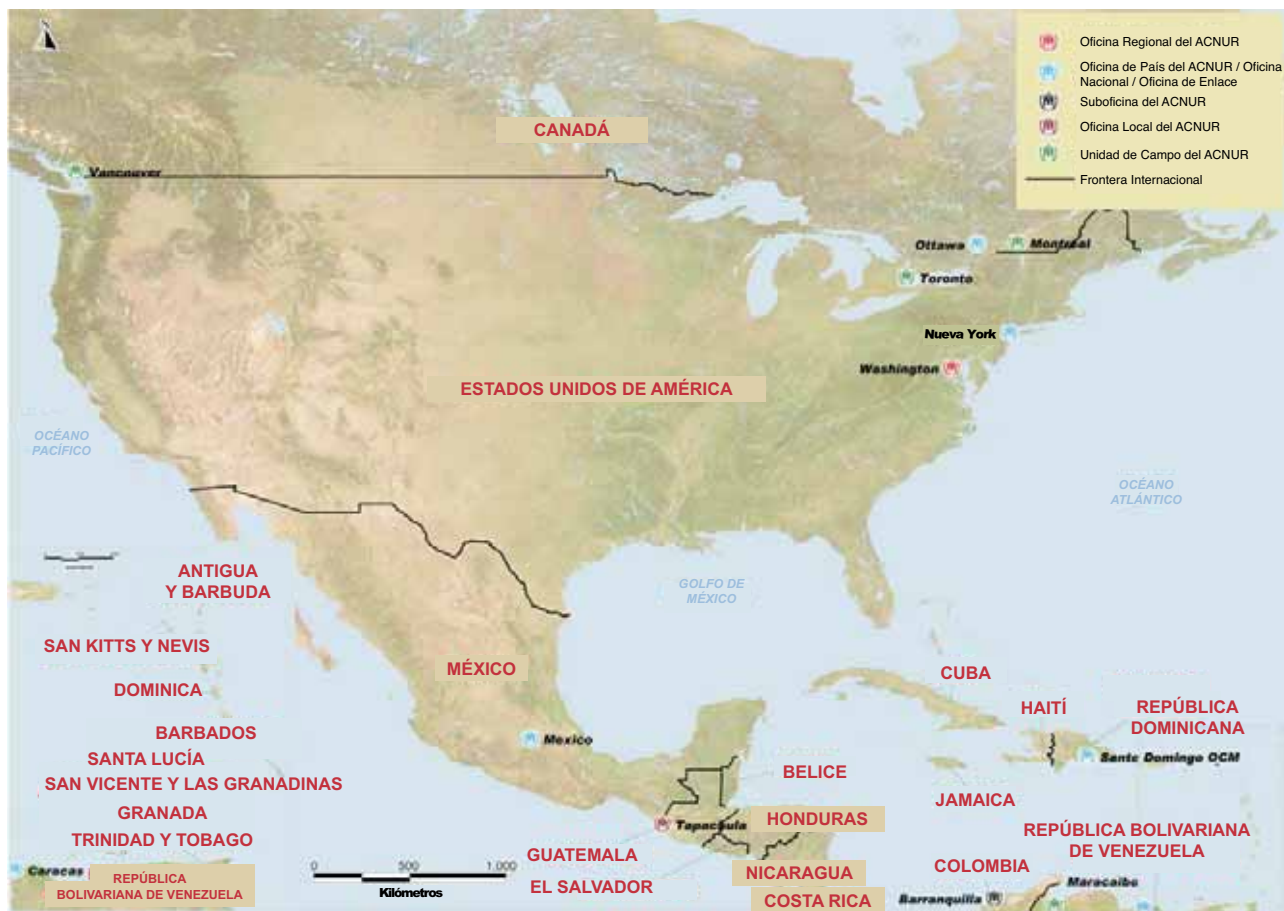 Oficina Regional del ACNUR
Oficina de País del ACNUR / Oficina
Nacional / Oficina de Enlace
Suboficina del ACNUR
Oficina Local del ACNUR
Unidad de Campo del ACNUR
Frontera Internacional
CANADÁ
Vancouver
Ottawa
Montreal
Toronto
Nueva York
Washington
ESTADOS UNIDOS DE AMÉRICA
OCÉANO
PACÍFICO
OCÉANO
ATLÁNTICO
GOLFO DE
MÉXICO
ANTIGUA
Y BARBUDA
SAN KITTS Y NEVIS
DOMINICA
BARBADOS
SANTA LUCÍA
SAN VICENTE Y LAS GRANADINAS
GRANADA
TRINIDAD Y TOBAGO
Caracas
REPÚBLICA
BOLIVARIANA DE VENEZUELA
MÉXICO
Mexico
CUBA
HAITÍ
REPÚBLICA
DOMINICANA
Santo Domingo OCM
BELICE
JAMAICA
Tapachula
HONDURAS
GUATEMALA
EL SALVADOR
NICARAGUA
COSTA RICA
REPÚBLICA BOLIVARIANA
DE VENEZUELA
COLOMBIA
Maracaibo
Barranquilla
0 500 1.000
Kilómetros